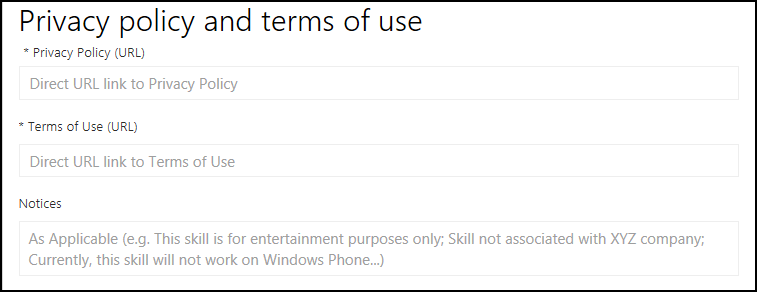 Privacy policy and terms of use
* Privacy Policy (URL)
Direct URL link to Privacy Policy
* Terms of Use (URL)
Direct URL link to Terms of Use
Notices
As Applicable (e.g. This skill is for entertainment purposes only; Skill not associated with XYZ company;
Currently, this skill will not work on Windows Phone...)